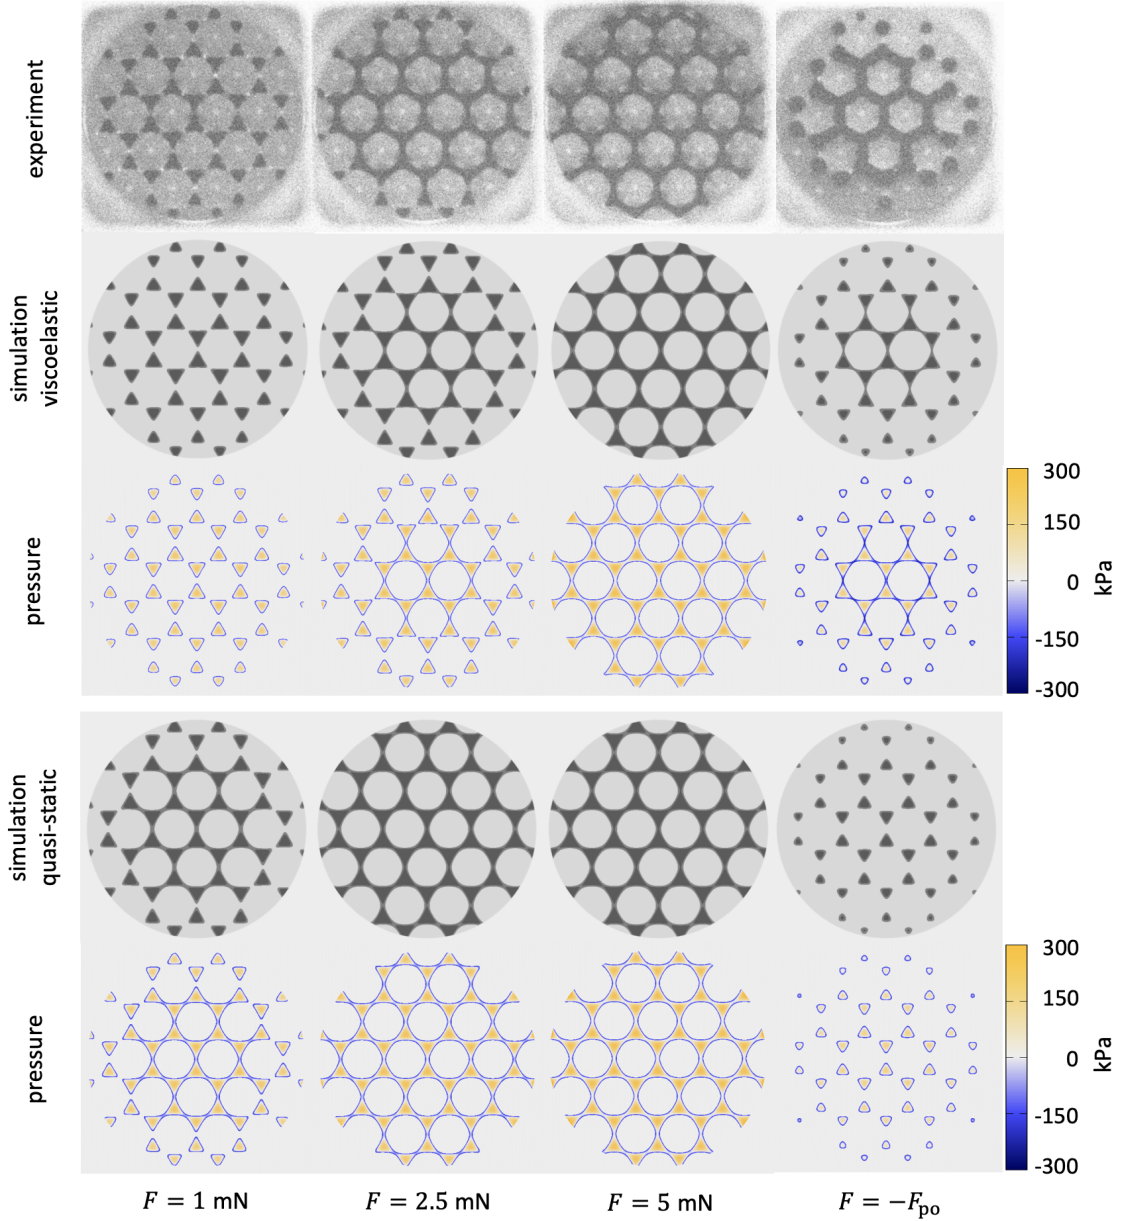 experiment
simulation
viscoelastic
pressure
300
150
0
-150
-300
kPa
simulation
quasi-static
pressure
300
150
0
-150
-300
kPa
F = 1 mN
F = 2.5 mN
F = 5 mN
F = −Fpo